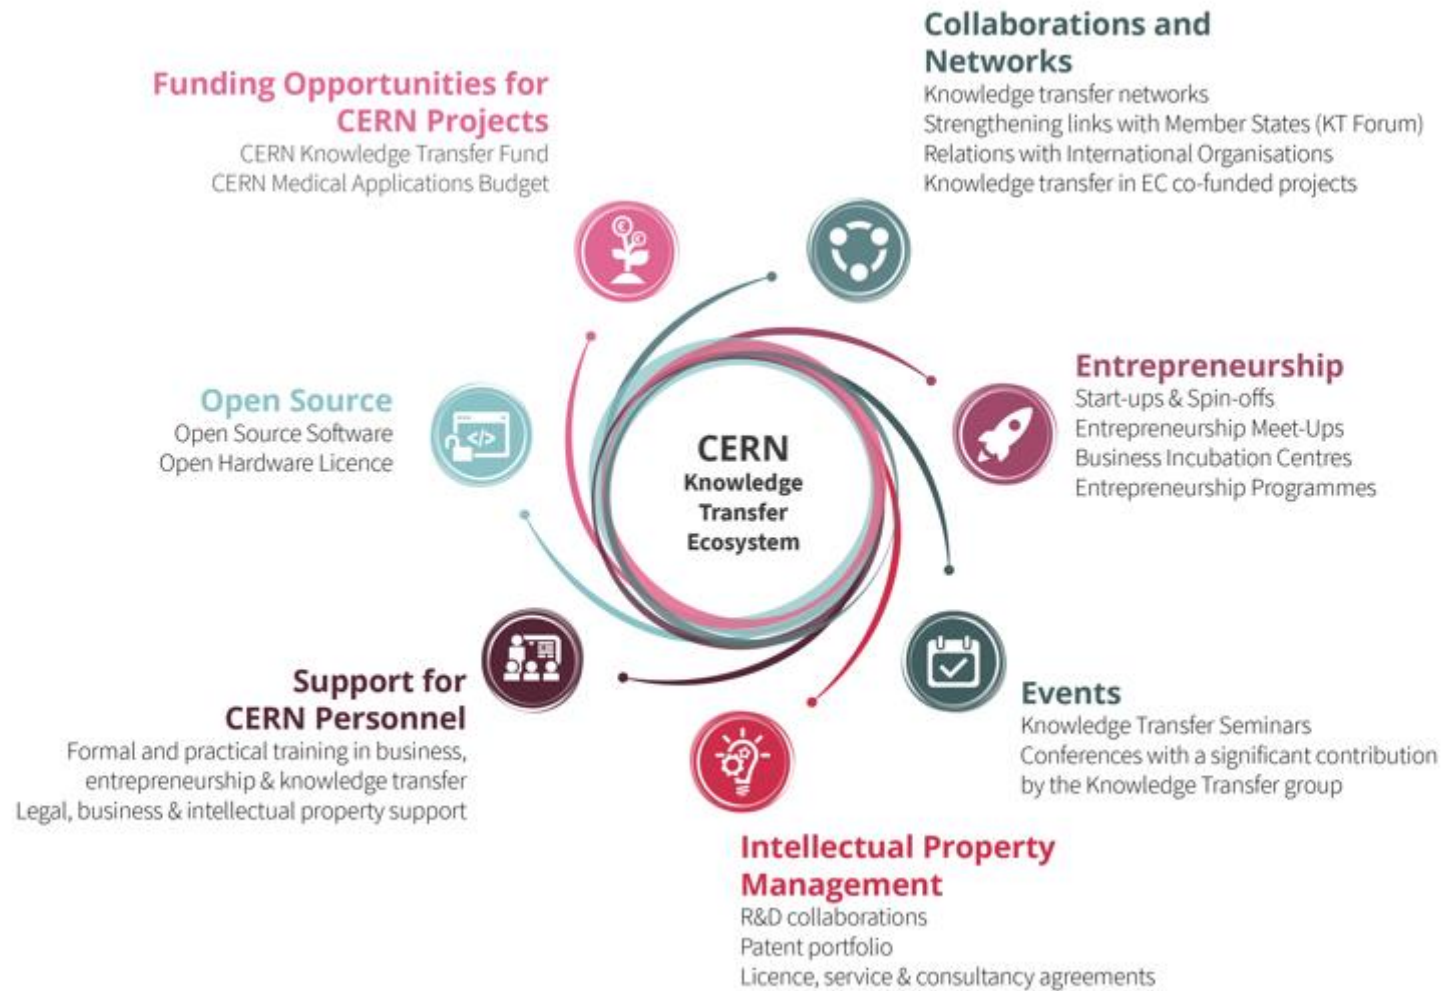 Collaborations and
Networks
Knowledge transfer networks
Strengthening links with Member States (KT Forum)
Relations with International Organisations
Knowledge transfer in EC co-funded projects
Funding Opportunities for
CERN Projects
CERN Knowledge Transfer Fund
CERN Medical Applications Budget
Entrepreneurship
Start-ups & Spin-offs
Entrepreneurship Meet-Ups
Business Incubation Centres
Entrepreneurship Programmes
Open Source
Open Source Software
Open Hardware Licence
</>
CERN
Knowledge
Transfer
Ecosystem
Support for
CERN Personnel
Formal and practical training in business,
entrepreneurship & knowledge transfer
Legal, business & intellectual property support
Events
Knowledge Transfer Seminars
Conferences with a significant contribution
by the Knowledge Transfer group
Intellectual Property
Management
R&D collaborations
Patent portfolio
Licence, service & consultancy agreements